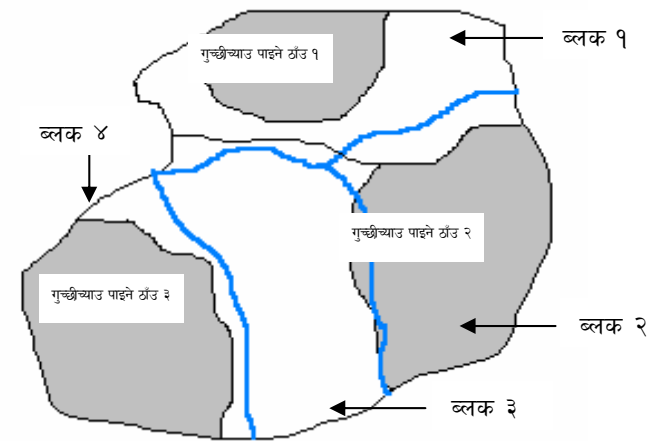 गुच्छीच्याउ पाइने ठाँउ १
ब्लक १
ब्लक ४
गुच्छीच्याउ पाइने ठाँउ २
गुच्छीच्याउ पाइने ठाँउ ३
ब्लक २
ब्लक ३